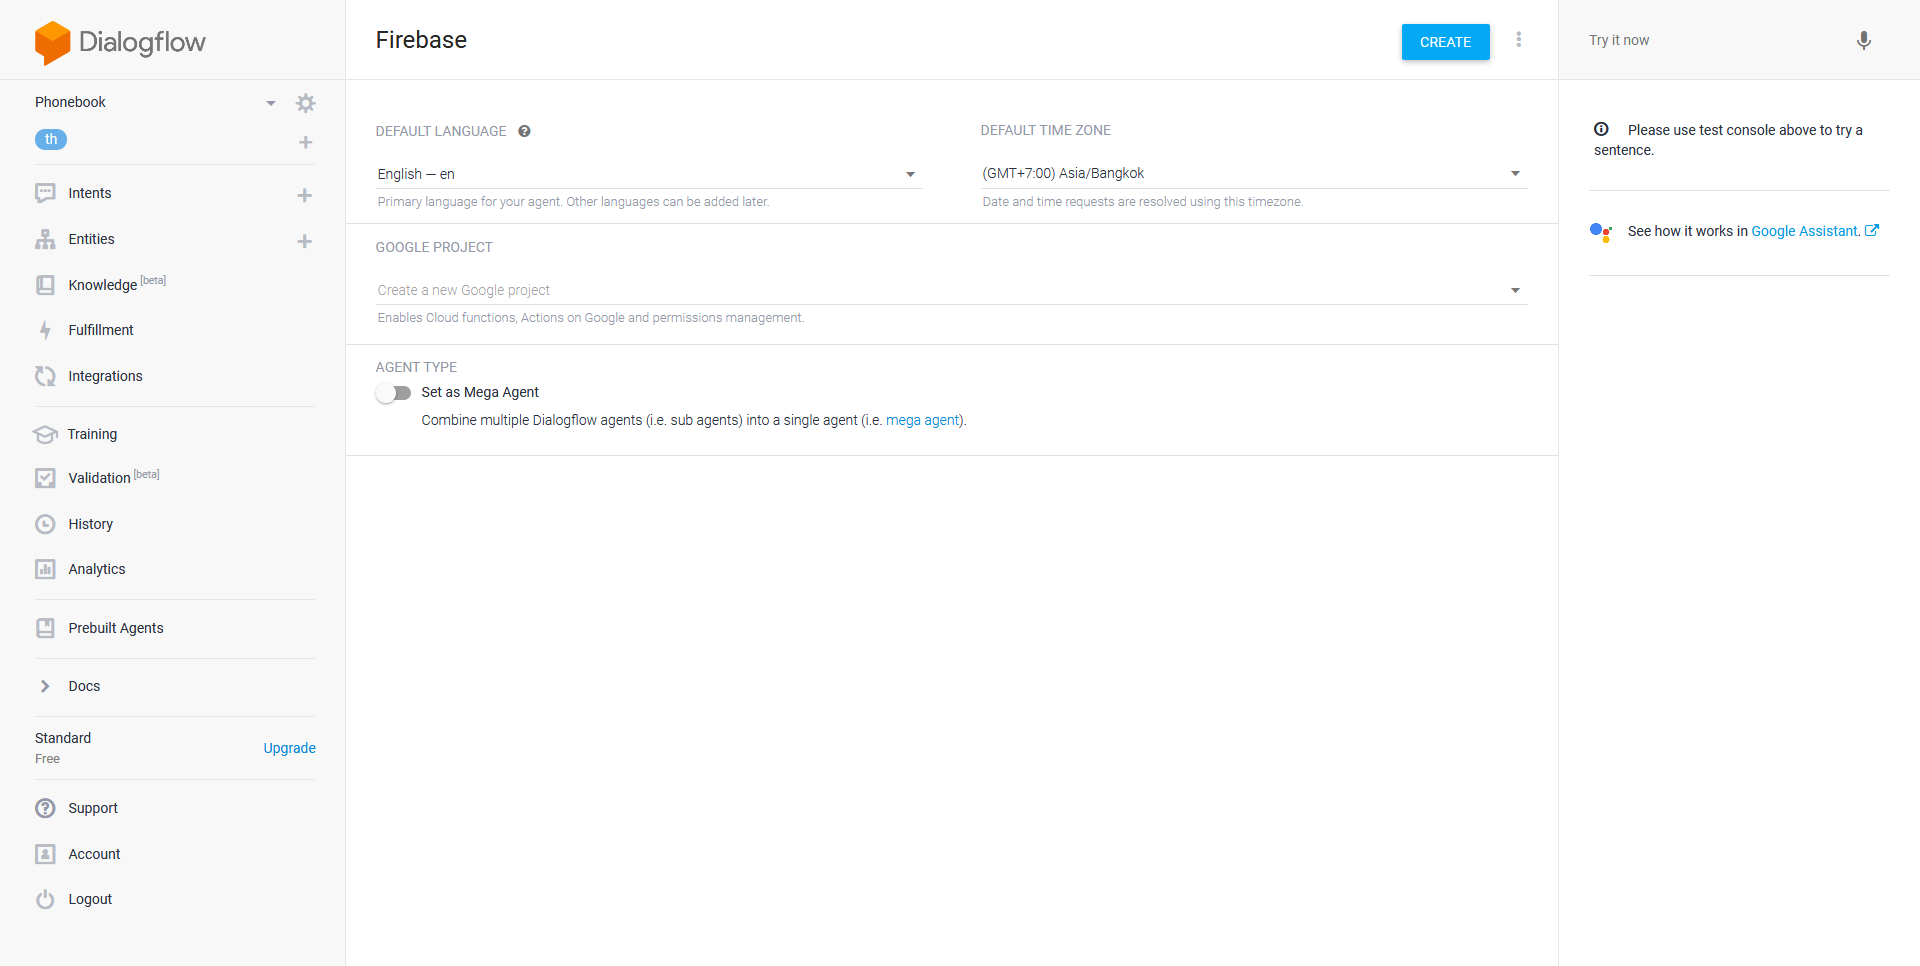 Dialogflow
Phonebook
th
Intents
Entities
Knowledge [beta]
Fulfillment
Integrations
Training
Validation [beta]
History
Analytics
Prebuilt Agents
Docs
Standard
Free
Upgrade
Support
Account
Logout
Firebase
CREATE
DEFAULT LANGUAGE
English — en
Primary language for your agent. Other languages can be added later.
DEFAULT TIME ZONE
(GMT+7:00) Asia/Bangkok
Date and time requests are resolved using this timezone.
GOOGLE PROJECT
Create a new Google project
Enables Cloud functions, Actions on Google and permissions management.
AGENT TYPE
Set as Mega Agent
Combine multiple Dialogflow agents (i.e. sub agents) into a single agent (i.e. mega agent).
Try it now
Please use test console above to try a
sentence.
See how it works in Google Assistant.